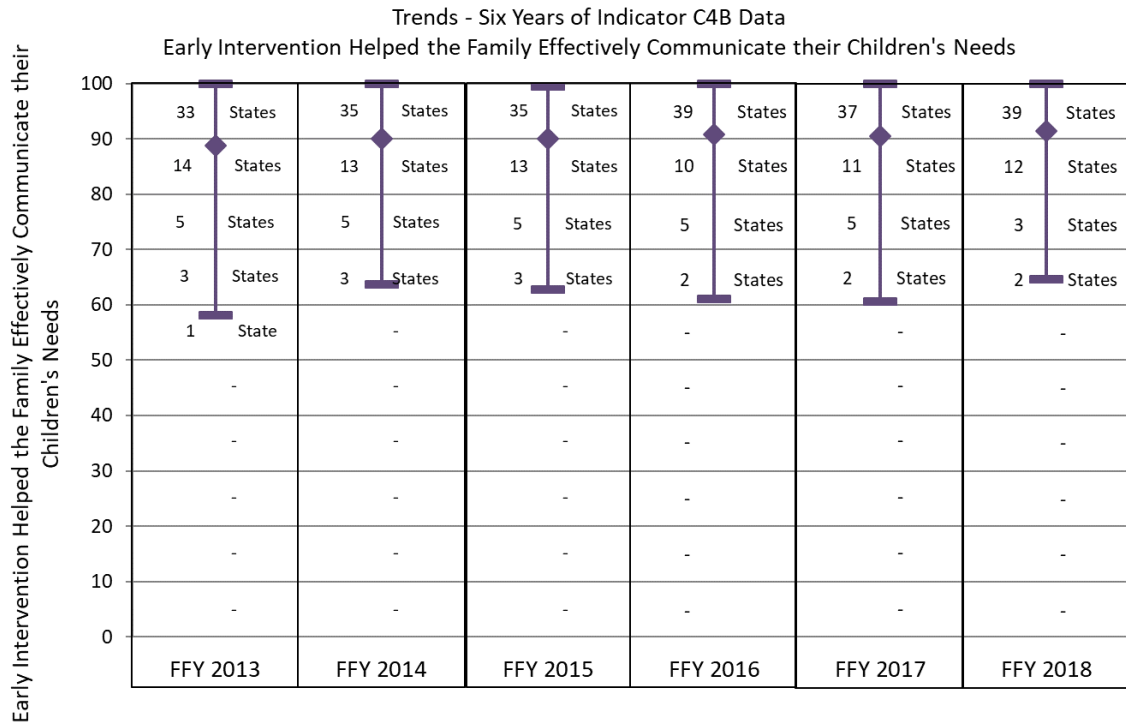 Trends - Six Years of Indicator C4B Data
Early Intervention Helped the Family Effectively Communicate their Children's Needs
Early Intervention Helped the Family Effectively Communicate their
Children's Needs
100
33 States 35 States 35 States 39 States 37 States 39 States
90
14 States 13 States 13 States 10 States 11 States 12 States
80
5 States 5 States 5 States 5 States 5 States 3 States
70
3 States 3 States 3 States 2 States 2 States 2 States
60
1 State - - - - -
50
- - - - - -
40
- - - - - -
30
- - - - - -
20
- - - - - -
10
- - - - - -
0
FFY 2013 FFY 2014 FFY 2015 FFY 2016 FFY 2017 FFY 2018